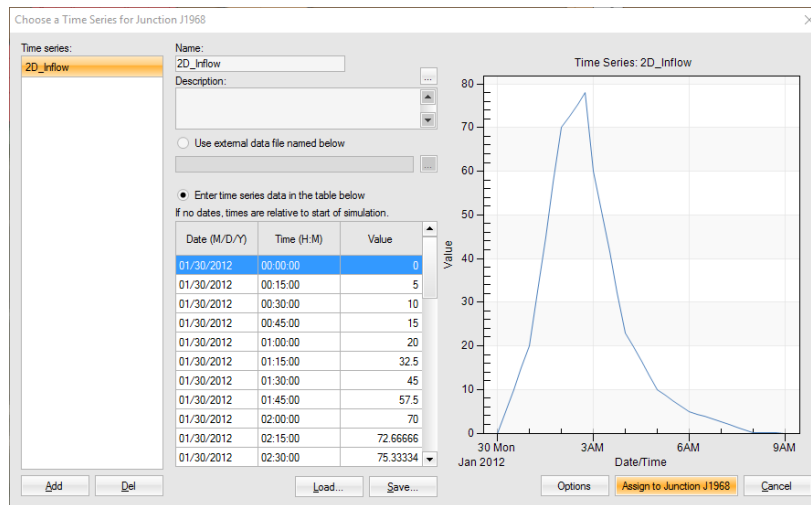 Choose a Time Series for Junction J1968
Time series:
2D_Inflow
Name:
2D_Inflow
...
Description:
Use external data file named below
...
Enter time series data in the table below
If no dates, times are relative to start of simulation.
Date (M/D/Y) Time (H:M) Value
01/30/2012 00:00:00 0
01/30/2012 00:15:00 5
01/30/2012 00:30:00 10
01/30/2012 00:45:00 15
01/30/2012 01:00:00 20
01/30/2012 01:15:00 32.5
01/30/2012 01:30:00 45
01/30/2012 01:45:00 57.5
01/30/2012 02:00:00 70
01/30/2012 02:15:00 72.66666
01/30/2012 02:30:00 75.33334
Add Del
Load... Save...
Time Series: 2D_Inflow
Value
80
70
60
50
40
30
20
10
0
30 Mon 3AM 6AM 9AM
Jan 2012 Date/Time
Options Assign to Junction J1968 Cancel